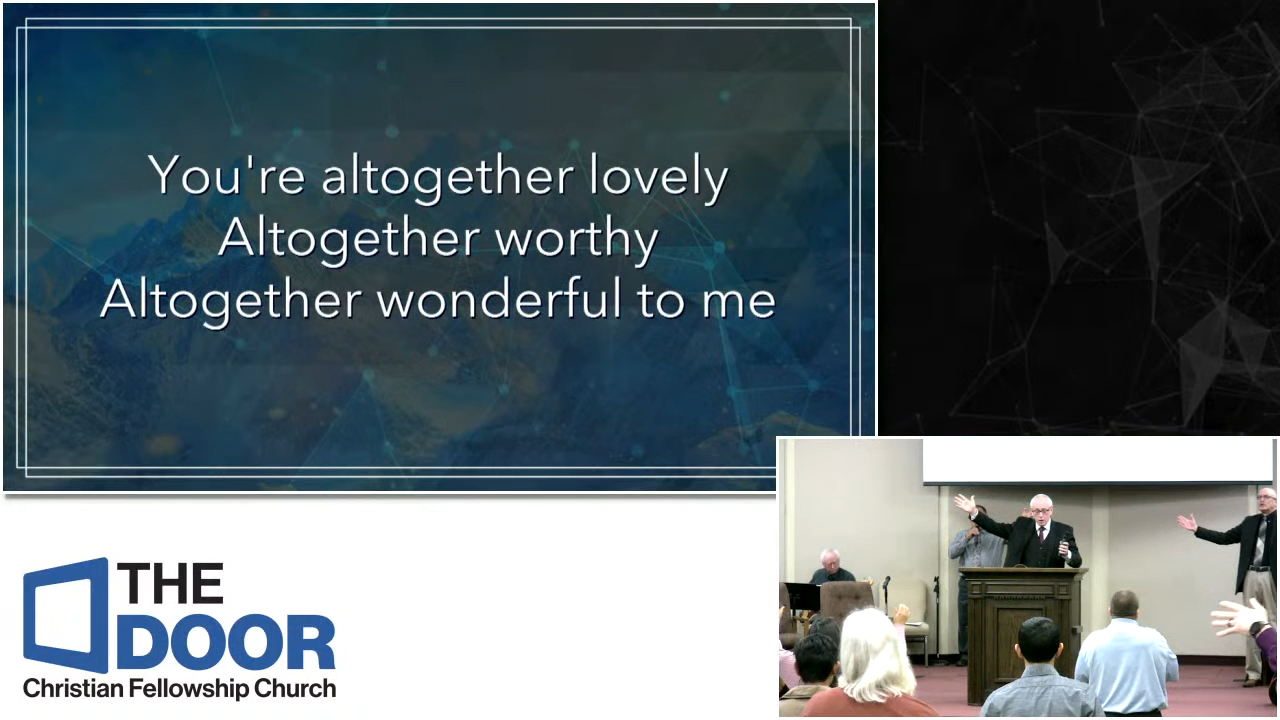 You're altogether lovely
Altogether worthy
Altogether wonderful to me
THE
DOOR
Christian Fellowship Church